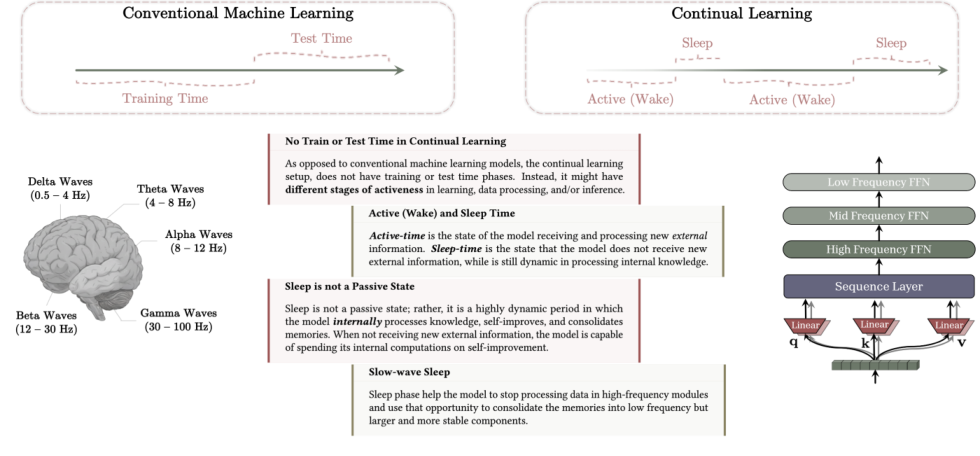 Conventional Machine Learning
Test Time
Training Time
Continual Learning
Sleep
Sleep
Active (Wake)
Active (Wake)
Delta Waves
(0.5 – 4 Hz)
Theta Waves
(4 – 8 Hz)
Alpha Waves
(8 – 12 Hz)
Beta Waves
(12 – 30 Hz)
Gamma Waves
(30 – 100 Hz)
No Train or Test Time in Continual Learning
As opposed to conventional machine learning models, the continual learning
setup, does not have training or test time phases. Instead, it might have
different stages of activeness in learning, data processing, and/or inference.
Active (Wake) and Sleep Time
Active-time is the state of the model receiving and processing new external
information. Sleep-time is the state that the model does not receive new
external information, while is still dynamic in processing internal knowledge.
Sleep is not a Passive State
Sleep is not a passive state; rather, it is a highly dynamic period in which
the model internally processes knowledge, self-improves, and consolidates
memories. When not receiving new external information, the model is capable
of spending its internal computations on self-improvement.
Slow-wave Sleep
Sleep phase help the model to stop processing data in high-frequency modules
and use that opportunity to consolidate the memories into low frequency but
larger and more stable components.
Low Frequency FFN
Mid Frequency FFN
High Frequency FFN
Sequence Layer
Linear
Linear
Linear
q
k
v